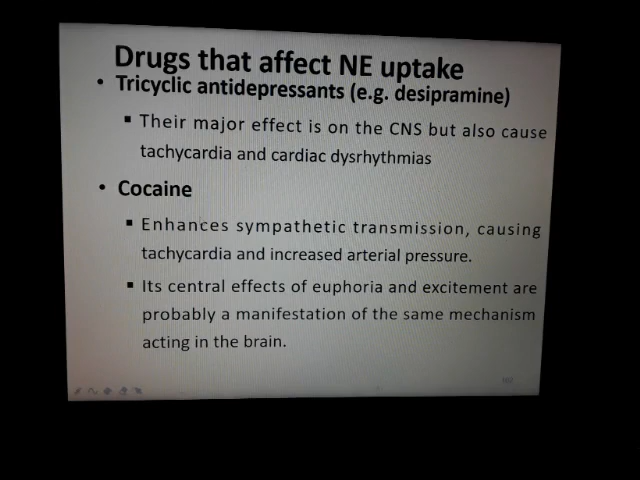 Drugs that affect NE uptake
• Tricyclic antidepressants (e.g. desipramine)
▪ Their major effect is on the CNS but also cause
tachycardia and cardiac dysrhythmias
• Cocaine
▪ Enhances sympathetic transmission, causing
tachycardia and increased arterial pressure.
▪ Its central effects of euphoria and excitement are
probably a manifestation of the same mechanism
acting in the brain.